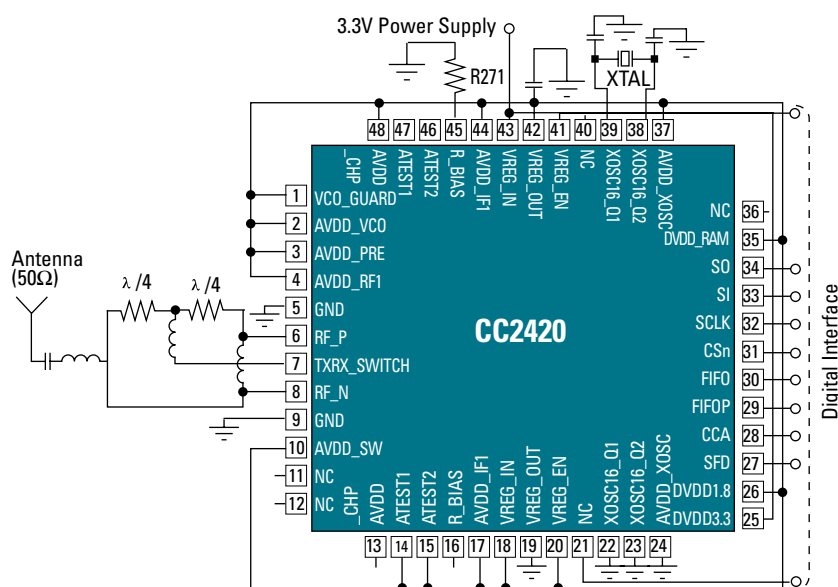 3.3V Power Supply
R271
XTAL
48 47 46 45 44 43 42 41 40 39 38 37
_CHP
AVDD
ATEST1
ATEST2
R_BIAS
AVDD_IF1
VREG_IN
VREG_OUT
VREG_EN
NC
XOSC16_Q1
XOSC16_Q2
AVDD_XOSC
1 VCO_GUARD
2 AVDD_VCO
3 AVDD_PRE
4 AVDD_RF1
5 GND
6 RF_P
7 TXRX_SWITCH
8 RF_N
9 GND
10 AVDD_SW
11 NC
12 NC
Antenna
(50Ω)
λ/4
λ/4
CC2420
NC 36
DVDD_RAM 35
SO 34
SI 33
SCLK 32
CSn 31
FIFO 30
FIFOP 29
CCA 28
SFD 27
DVDD1.8 26
DVDD3.3 25
Digital Interface
_CHP
AVDD
ATEST1
ATEST2
R_BIAS
AVDD_IF1
VREG_IN
VREG_OUT
VREG_EN
NC
XOSC16_Q1
XOSC16_Q2
AVDD_XOSC
13 14 15 16 17 18 19 20 21 22 23 24